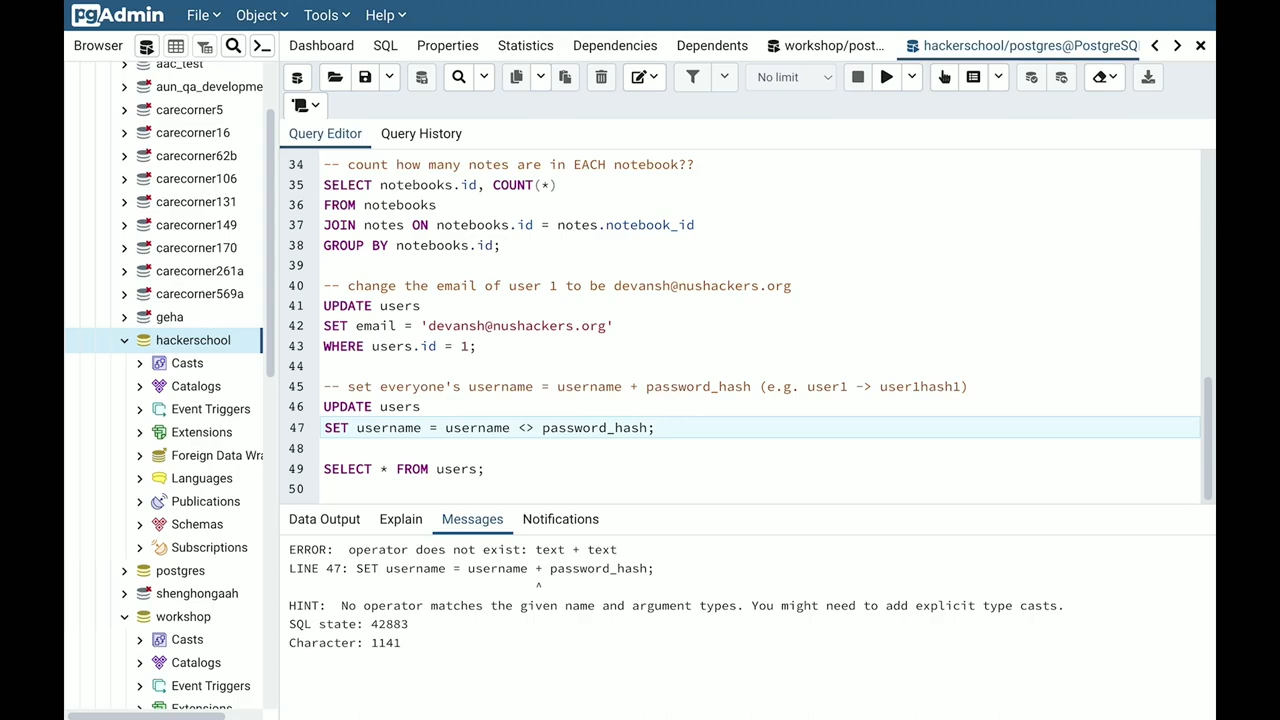 pgAdmin File Object Tools Help
Browser Dashboard SQL Properties Statistics Dependencies Dependents workshop/post... hackerschool/postgres@PostgreSQ
No limit
Query Editor Query History
aac_test
aun_qa_developme
carecorner5
carecorner16
carecorner62b
carecorner106
carecorner131
carecorner149
carecorner170
carecorner261a
carecorner569a
geha
hackerschool
Casts
Catalogs
Event Triggers
Extensions
Foreign Data Wra
Languages
Publications
Schemas
Subscriptions
postgres
shenghongaah
workshop
Casts
Catalogs
Event Triggers
Extensions
34 -- count how many notes are in EACH notebook??
35 SELECT notebooks.id, COUNT(*)
36 FROM notebooks
37 JOIN notes ON notebooks.id = notes.notebook_id
38 GROUP BY notebooks.id;
39
40 -- change the email of user 1 to be devansh@nushackers.org
41 UPDATE users
42 SET email = 'devansh@nushackers.org'
43 WHERE users.id = 1;
44
45 -- set everyone's username = username + password_hash (e.g. user1 -> user1hash1)
46 UPDATE users
47 SET username = username <> password_hash;
48
49 SELECT * FROM users;
50
Data Output Explain Messages Notifications
ERROR:  operator does not exist: text + text
LINE 47: SET username = username + password_hash;
^
HINT:  No operator matches the given name and argument types. You might need to add explicit type casts.
SQL state: 42883
Character: 1141